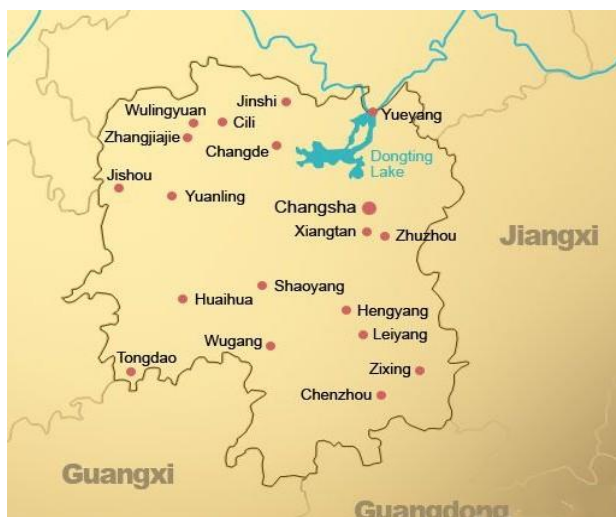 Jinshi
Wulingyuan
Cili
Yueyang
Zhangjiajie
Changde
Dongting
Lake
Jishou
Yuanling
Changsha
Xiangtan
Zhuzhou
Jiangxi
Shaoyang
Huaihua
Hengyang
Leiyang
Wugang
Tongdao
Zixing
Chenzhou
Guangxi
Guangdong